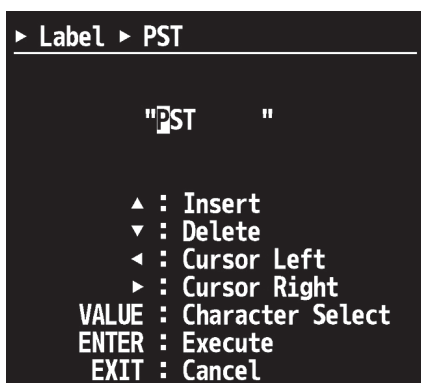 ► Label ► PST
"PST     "
▲ : Insert
▼ : Delete
◄ : Cursor Left
► : Cursor Right
VALUE : Character Select
ENTER : Execute
EXIT : Cancel